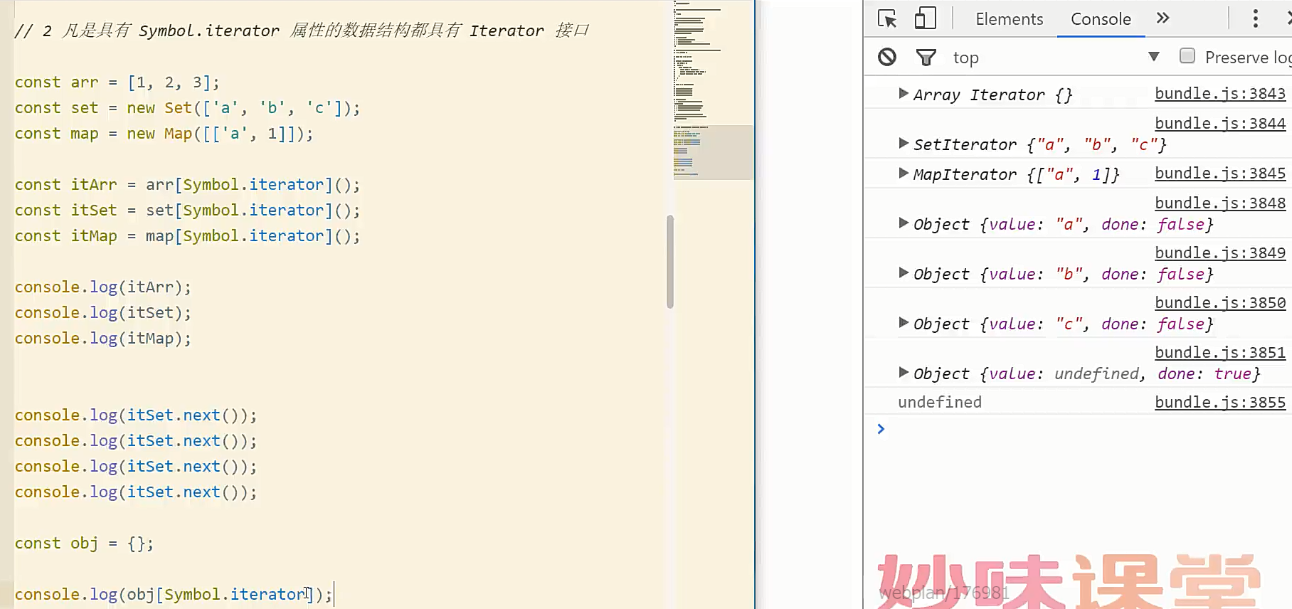 // 2 凡是具有 Symbol.iterator 属性的数据结构都具有 Iterator 接口
const arr = [1, 2, 3];
const set = new Set(['a', 'b', 'c']);
const map = new Map([['a', 1]]);
const itArr = arr[Symbol.iterator]();
const itSet = set[Symbol.iterator]();
const itMap = map[Symbol.iterator]();
console.log(itArr);
console.log(itSet);
console.log(itMap);
console.log(itSet.next());
console.log(itSet.next());
console.log(itSet.next());
console.log(itSet.next());
const obj = {};
console.log(obj[Symbol.iterator]);
Elements Console
top Preserve log
Array Iterator {} bundle.js:3843
bundle.js:3844
SetIterator {"a", "b", "c"}
MapIterator {["a", 1]} bundle.js:3845
bundle.js:3848
Object {value: "a", done: false}
bundle.js:3849
Object {value: "b", done: false}
bundle.js:3850
Object {value: "c", done: false}
bundle.js:3851
Object {value: undefined, done: true}
undefined bundle.js:3855
妙味课堂
webplan/176981